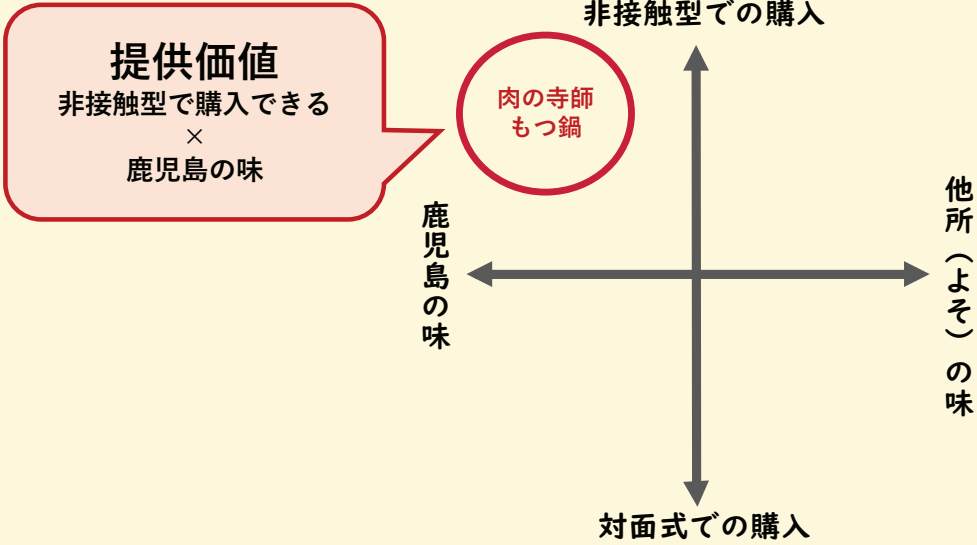 非接触型での購入
提供価値
非接触型で購入できる
×
鹿児島の味
肉の寺師
もつ鍋
鹿児島の味
他所（よそ）の味
対面式での購入